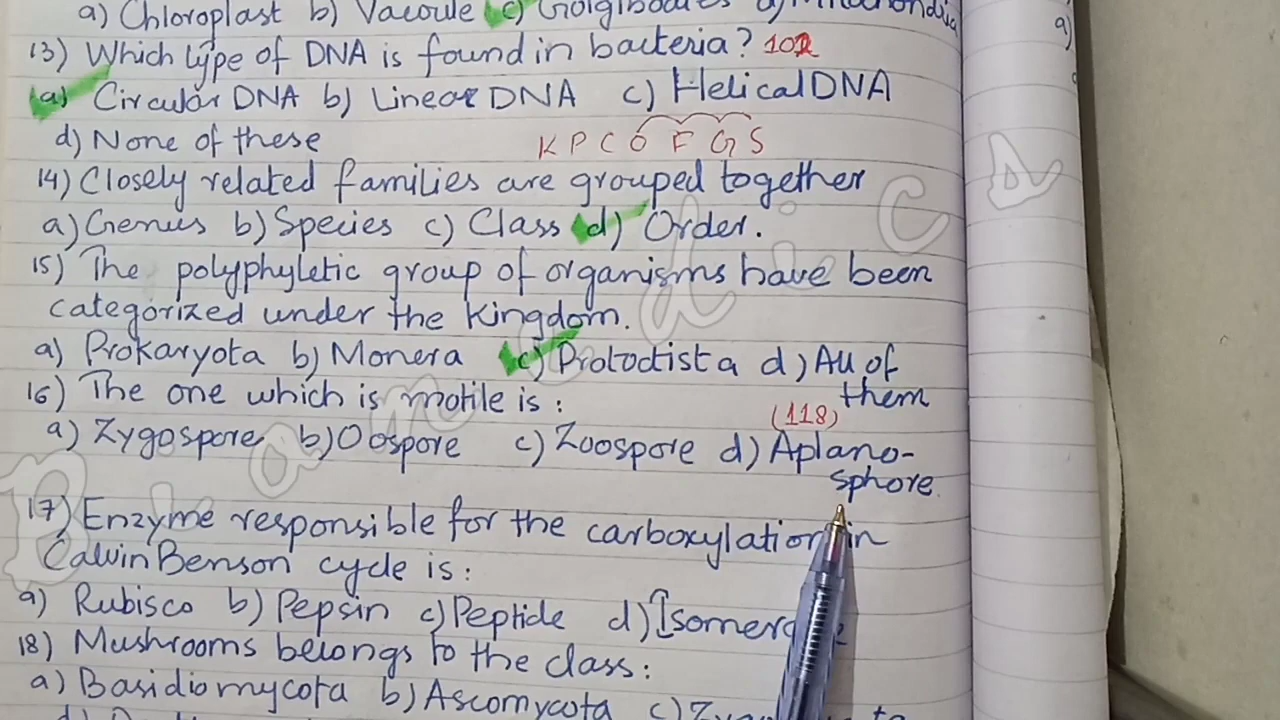 a) Chloroplast b) Vacoule c) Golgibodies d) Mitochondria
13) Which type of DNA is found in bacteria? 102
a) Circular DNA b) Linear DNA c) Helical DNA
d) None of these K P C O F G S
14) Closely related families are grouped together
a) Genus b) Species c) Class d) Order.
15) The polyphyletic group of organisms have been
categorized under the kingdom.
a) Prokaryota b) Monera c) Protoctista d) All of
them
16) The one which is motile is :
(118)
a) Zygospore b) Oospore c) Zoospore d) Aplano-
sphore.
17) Enzyme responsible for the carboxylation in
Calvin Benson cycle is :
a) Rubisco b) Pepsin c) Peptide d)
18) Mushrooms belongs to the class :
a) Basidiomycota b) Ascomycota c)
a)